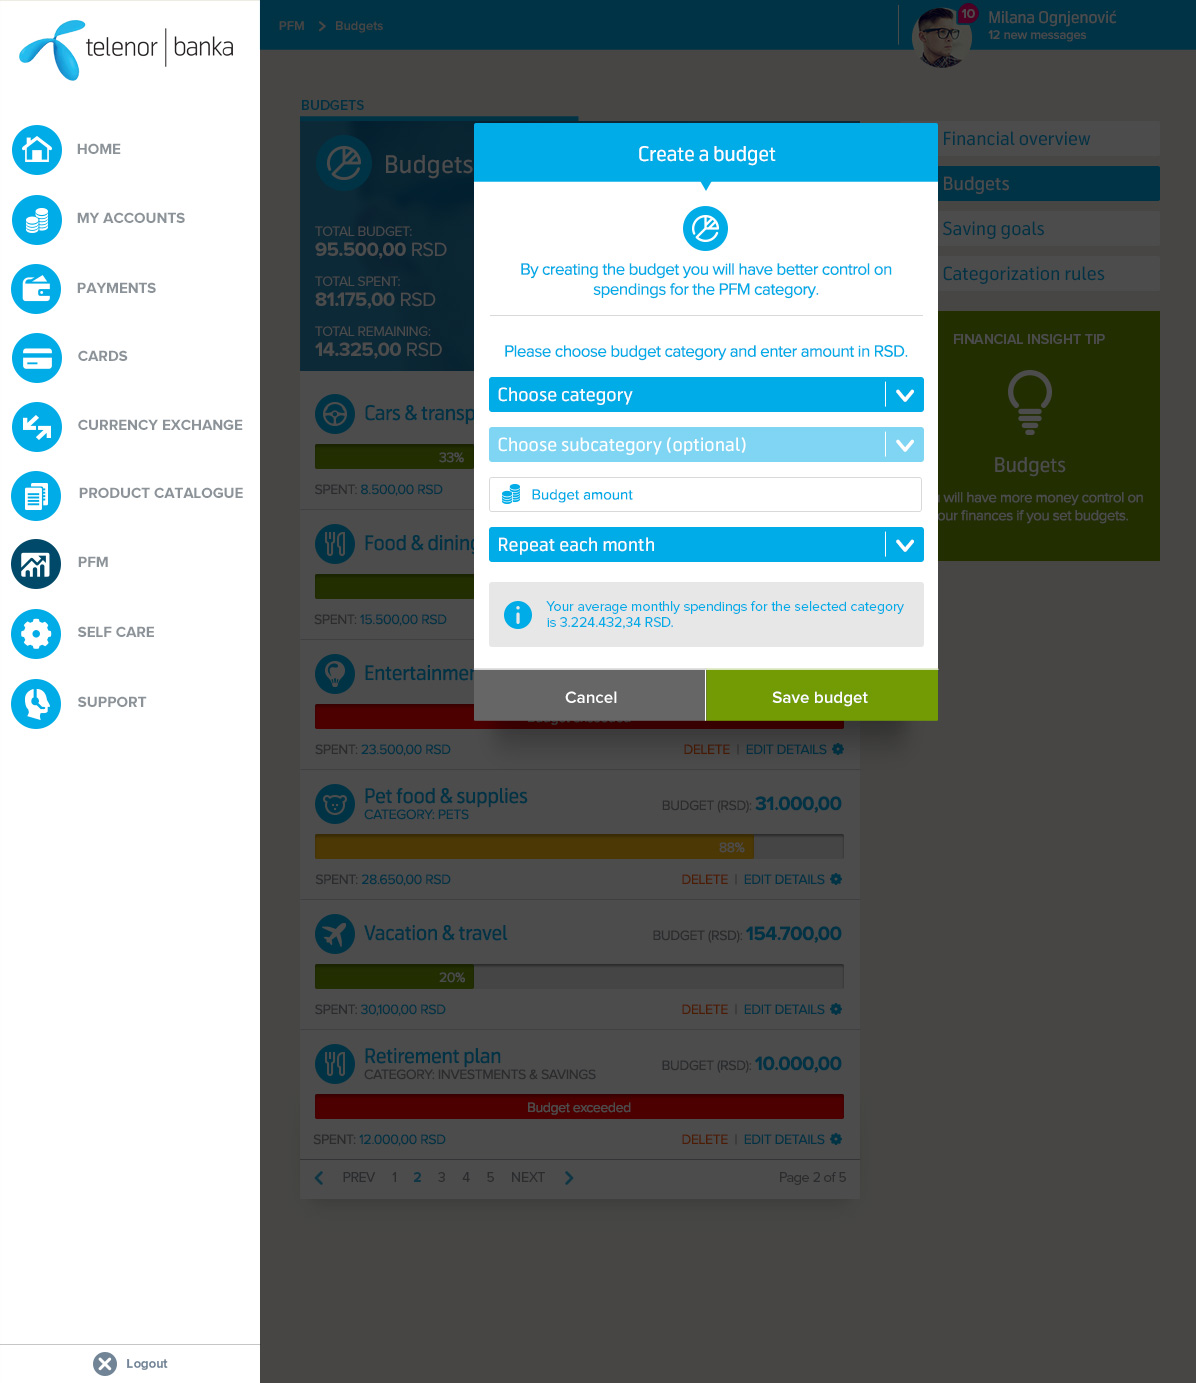 telenor banka
HOME
MY ACCOUNTS
PAYMENTS
CARDS
CURRENCY EXCHANGE
PRODUCT CATALOGUE
PFM
SELF CARE
SUPPORT
Logout
PFM > Budgets
10
Milana Ognjenović
12 new messages
BUDGETS
Budgets
TOTAL BUDGET:
95.500,00 RSD
TOTAL SPENT:
81.175,00 RSD
TOTAL REMAINING:
14.325,00 RSD
Cars &
33%
SPENT: 8.500,00 RSD
Food &
SPENT: 15.500,00 RSD
Budget exceeded
SPENT: 23.500,00 RSD
DELETE | EDIT DETAILS
Pet food & supplies
CATEGORY: PETS
BUDGET (RSD): 31.000,00
88%
SPENT: 28.650,00 RSD
DELETE | EDIT DETAILS
Vacation & travel
BUDGET (RSD): 154.700,00
20%
SPENT: 30,100,00 RSD
DELETE | EDIT DETAILS
Retirement plan
CATEGORY: INVESTMENTS & SAVINGS
BUDGET (RSD): 10.000,00
Budget exceeded
SPENT: 12.000,00 RSD
DELETE | EDIT DETAILS
PREV 1 2 3 4 5 NEXT
Page 2 of 5
Create a budget
By creating the budget you will have better control on
spendings for the PFM category.
Please choose budget category and enter amount in RSD.
Choose category
Choose subcategory (optional)
Budget amount
Repeat each month
Your average monthly spendings for the selected category
is 3.224.432,34 RSD.
Cancel
Save budget
Financial overview
Budgets
Saving goals
Categorization rules
FINANCIAL INSIGHT TIP
Budgets
will have more money control on
finances if you set budgets.